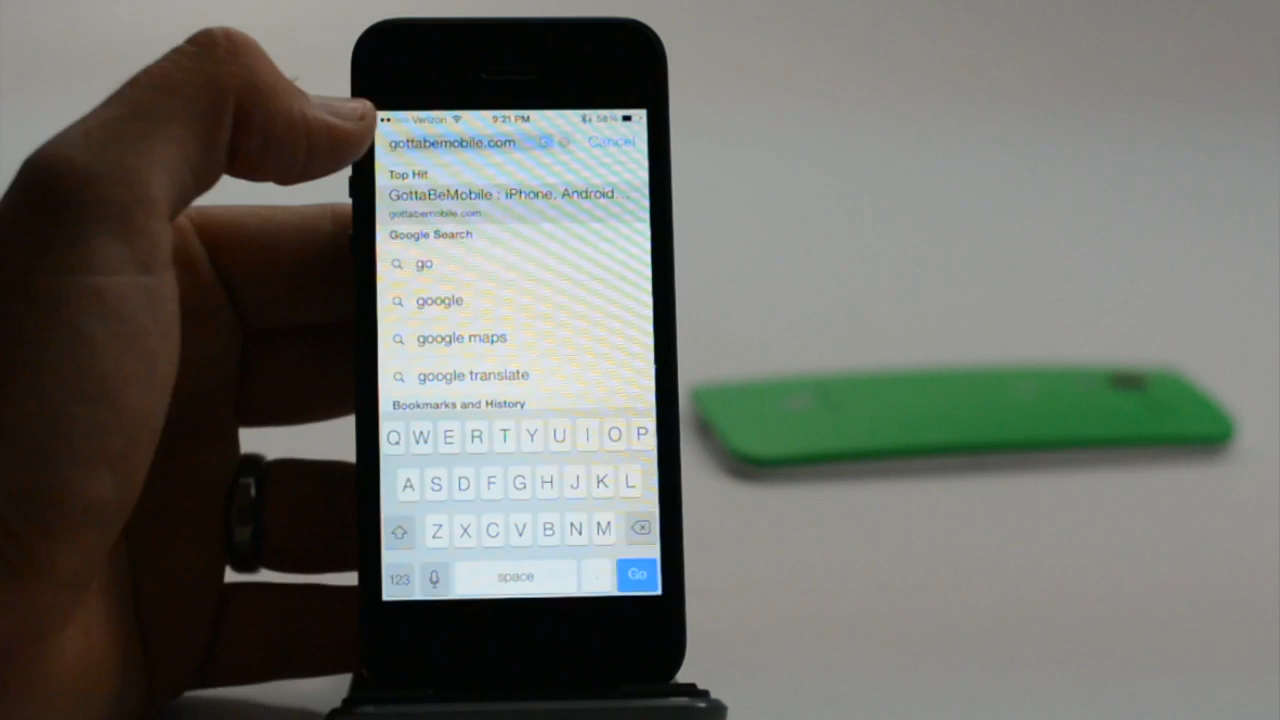 Verizon 9:21 PM 58%
gottabemobile.com Cancel
Top Hit
GottaBeMobile : iPhone, Android...
gottabemobile.com
Google Search
go
google
google maps
google translate
Bookmarks and History
Q W E R T Y U I O P
A S D F G H J K L
Z X C V B N M
123 space . Go